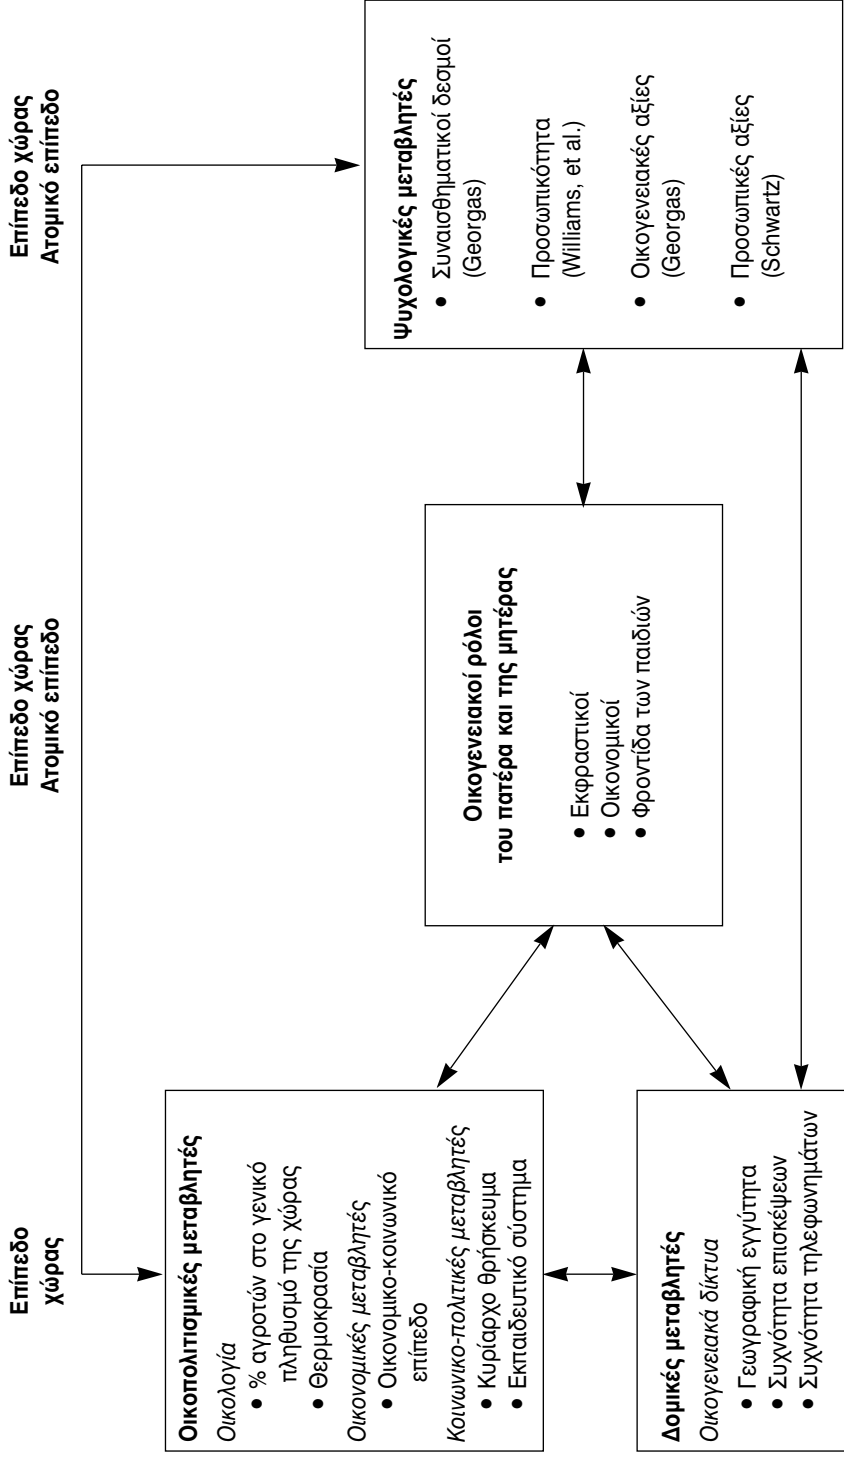 Επίπεδο
χώρας
Επίπεδο χώρας
Ατομικό επίπεδο
Επίπεδο χώρας
Ατομικό επίπεδο
Οικοπολιτισμικές μεταβλητές
Οικολογία
● % αγροτών στο γενικό
πληθυσμό της χώρας
● Θερμοκρασία
Οικονομικές μεταβλητές
● Οικονομικο-κοινωνικό
επίπεδο
Κοινωνικο-πολιτικές μεταβλητές
● Κυρίαρχο θρήσκευμα
● Εκπαιδευτικό σύστημα
Δομικές μεταβλητές
Οικογενειακά δίκτυα
● Γεωγραφική εγγύτητα
● Συχνότητα επισκέψεων
● Συχνότητα τηλεφωνημάτων
Οικογενειακοί ρόλοι
του πατέρα και της μητέρας
● Εκφραστικοί
● Οικονομικοί
● Φροντίδα των παιδιών
Ψυχολογικές μεταβλητές
● Συναισθηματικοί δεσμοί
(Georgas)
● Προσωπικότητα
(Williams, et al.)
● Οικογενειακές αξίες
(Georgas)
● Προσωπικές αξίες
(Schwartz)